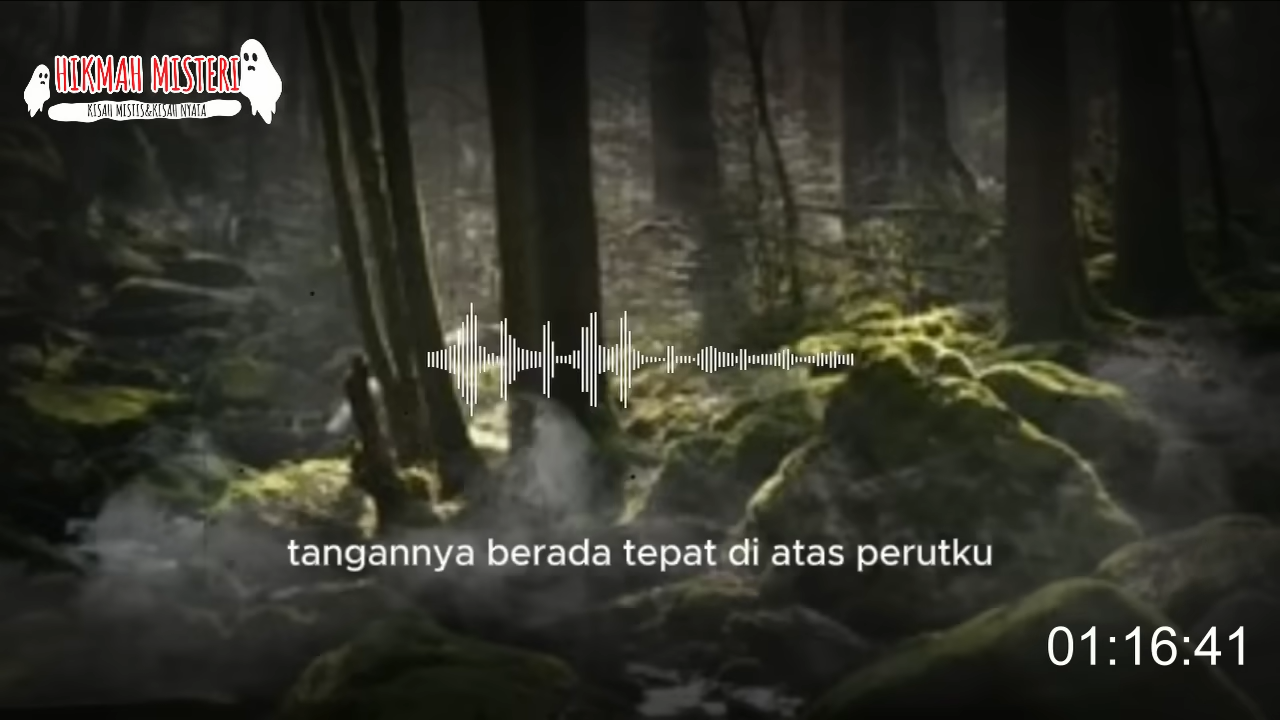 HIKMAH MISTERI
KISAH MISTIS&KISAH NYATA
tangannya berada tepat di atas perutku
01:16:41